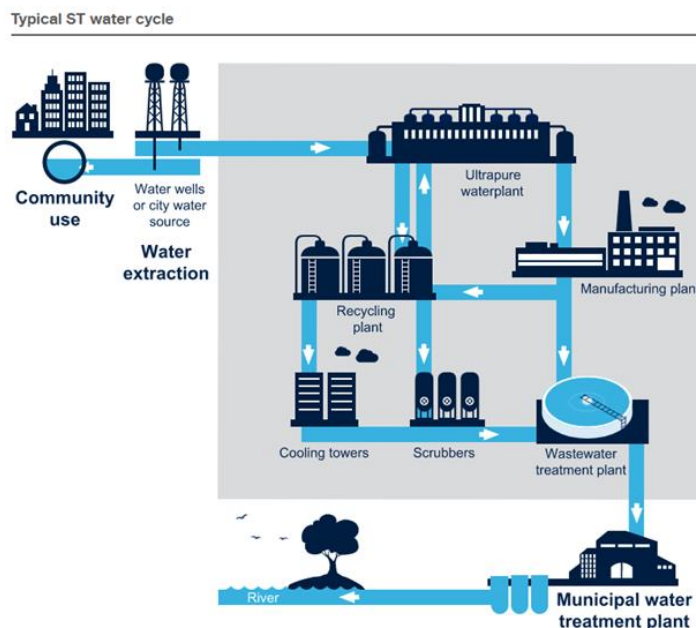 Typical ST water cycle
Community
use
Water wells
or city water
source
Water
extraction
Ultrapure
waterplant
Manufacturing plan
Recycling
plant
Cooling towers
Scrubbers
Wastewater
treatment plant
River
Municipal water
treatment plant